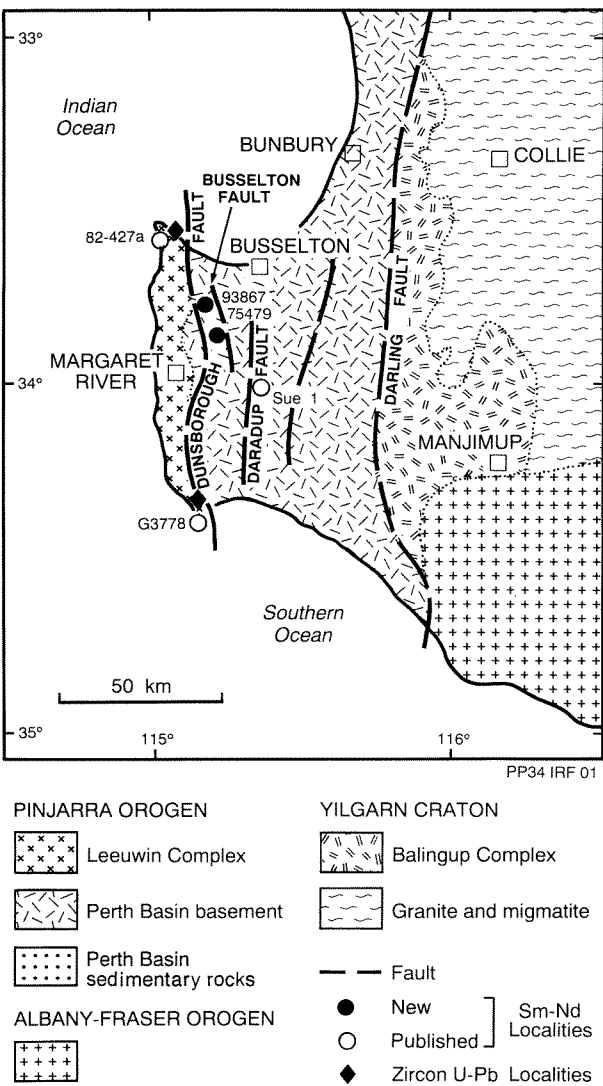 33°
Indian
Ocean
BUNBURY
COLLIE
BUSSELTON
FAULT
FAULT
82-427a
BUSSELTON
93867
75479
FAULT
DARLING
34°
MARGARET
RIVER
DUNSBOROUGH
DARADUP
FAULT
Sue 1
MANJIMUP
G3778
Southern
Ocean
50 km
35°
115°
116°
PP34 IRF 01
PINJARRA OROGEN
Leeuwin Complex
Perth Basin basement
Perth Basin
sedimentary rocks
ALBANY-FRASER OROGEN
YILGARN CRATON
Balingup Complex
Granite and migmatite
Fault
New
Published
Sm-Nd
Localities
Zircon U-Pb Localities